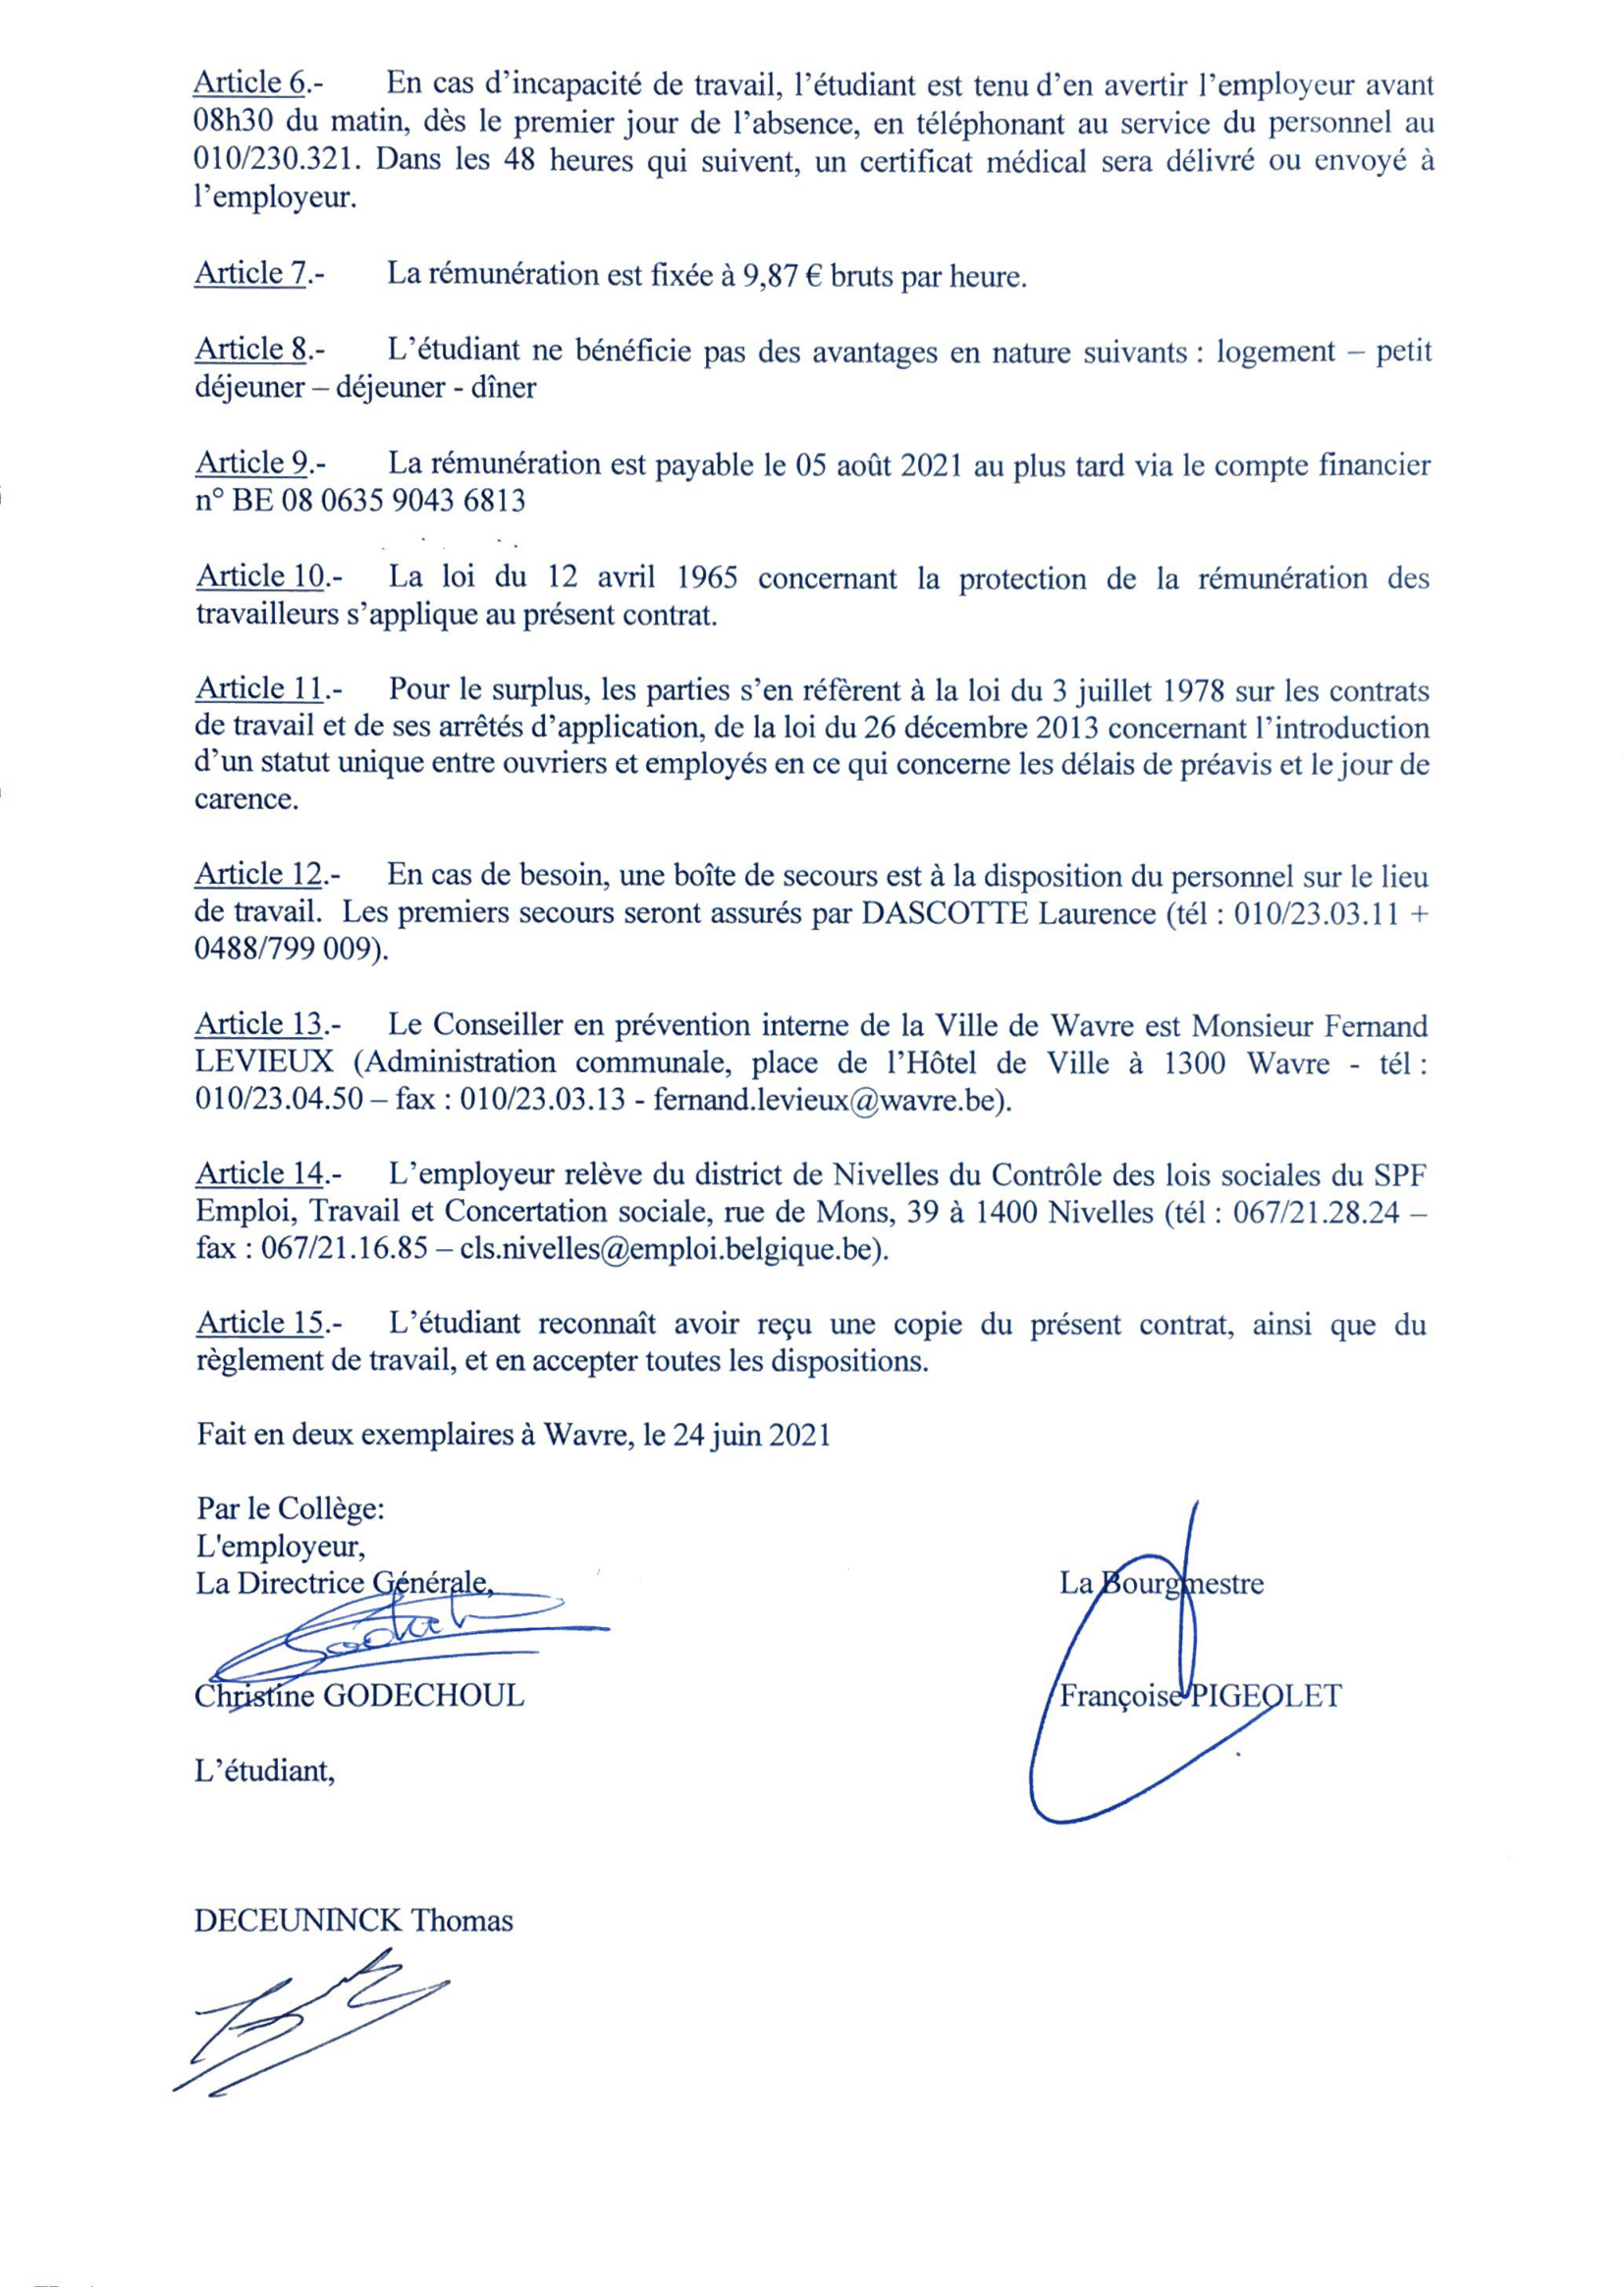 Article 6.- En cas d’incapacité de travail, l’étudiant est tenu d’en avertir l’employeur avant
08h30 du matin, dès le premier jour de l’absence, en téléphonant au service du personnel au
010/230.321. Dans les 48 heures qui suivent, un certificat médical sera délivré ou envoyé à
l’employeur.
Article 7.- La rémunération est fixée à 9,87 € bruts par heure.
Article 8.- L’étudiant ne bénéficie pas des avantages en nature suivants : logement – petit
déjeuner – déjeuner - dîner
Article 9.- La rémunération est payable le 05 août 2021 au plus tard via le compte financier
n° BE 08 0635 9043 6813
Article 10.- La loi du 12 avril 1965 concernant la protection de la rémunération des
travailleurs s’applique au présent contrat.
Article 11.- Pour le surplus, les parties s’en réfèrent à la loi du 3 juillet 1978 sur les contrats
de travail et de ses arrêtés d’application, de la loi du 26 décembre 2013 concernant l’introduction
d’un statut unique entre ouvriers et employés en ce qui concerne les délais de préavis et le jour de
carence.
Article 12.- En cas de besoin, une boîte de secours est à la disposition du personnel sur le lieu
de travail. Les premiers secours seront assurés par DASCOTTE Laurence (tél : 010/23.03.11 +
0488/799 009).
Article 13.- Le Conseiller en prévention interne de la Ville de Wavre est Monsieur Fernand
LEVIEUX (Administration communale, place de l’Hôtel de Ville à 1300 Wavre - tél :
010/23.04.50 – fax : 010/23.03.13 - fernand.levieux@wavre.be).
Article 14.- L’employeur relève du district de Nivelles du Contrôle des lois sociales du SPF
Emploi, Travail et Concertation sociale, rue de Mons, 39 à 1400 Nivelles (tél : 067/21.28.24 –
fax : 067/21.16.85 – cls.nivelles@emploi.belgique.be).
Article 15.- L’étudiant reconnaît avoir reçu une copie du présent contrat, ainsi que du
règlement de travail, et en accepter toutes les dispositions.
Fait en deux exemplaires à Wavre, le 24 juin 2021
Par le Collège:
L'employeur,
La Directrice Générale, La Bourgmestre
Christine GODECHOUL Françoise PIGEOLET
L’étudiant,
DECEUNINCK Thomas